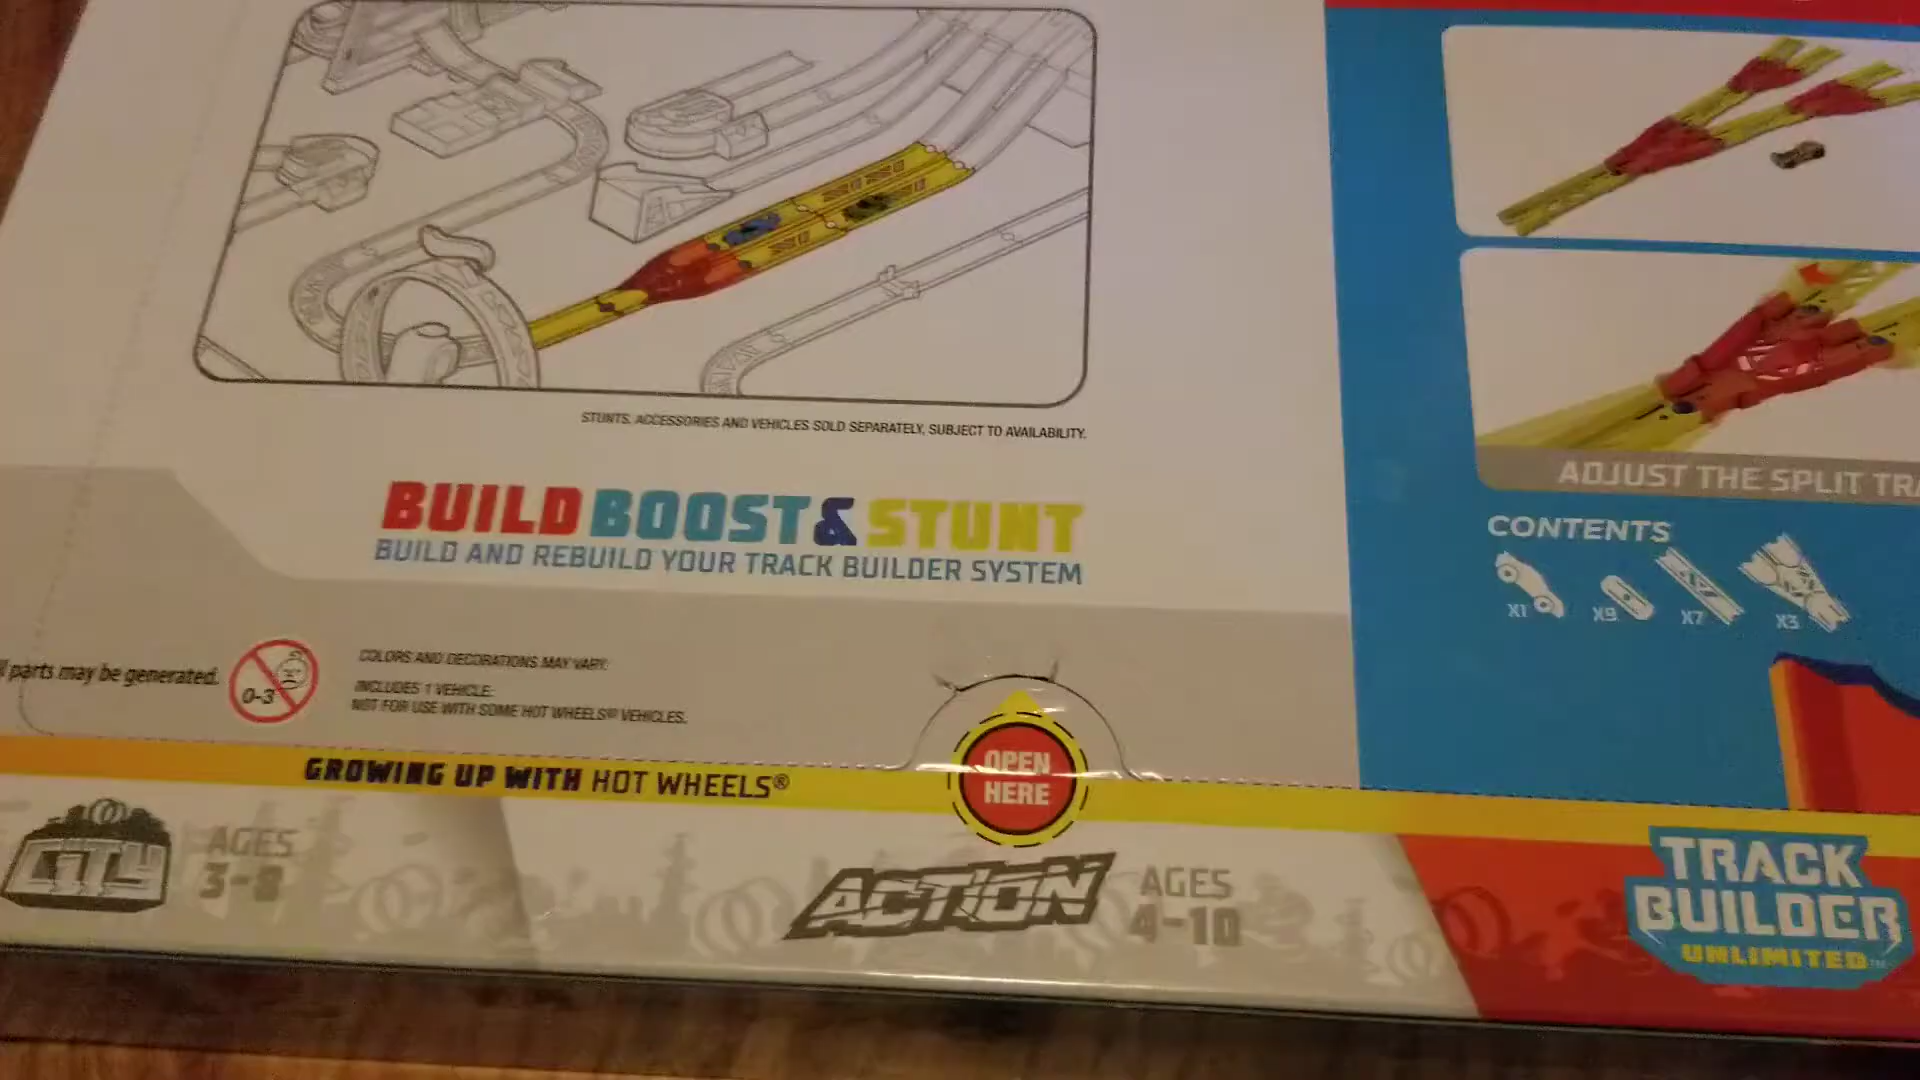 STUNTS, ACCESSORIES AND VEHICLES SOLD SEPARATELY, SUBJECT TO AVAILABILITY.
BUILD BOOST & STUNT
BUILD AND REBUILD YOUR TRACK BUILDER SYSTEM
parts may be generated.
0-3
COLORS AND DECORATIONS MAY VARY.
INCLUDES 1 VEHICLE.
NOT FOR USE WITH SOME HOT WHEELS® VEHICLES.
GROWING UP WITH HOT WHEELS®
OPEN
HERE
CITY
AGES
3-8
ACTION
AGES
4-10
ADJUST THE SPLIT
CONTENTS
X1
X9
X7
X3
TRACK
BUILDER
UNLIMITED™